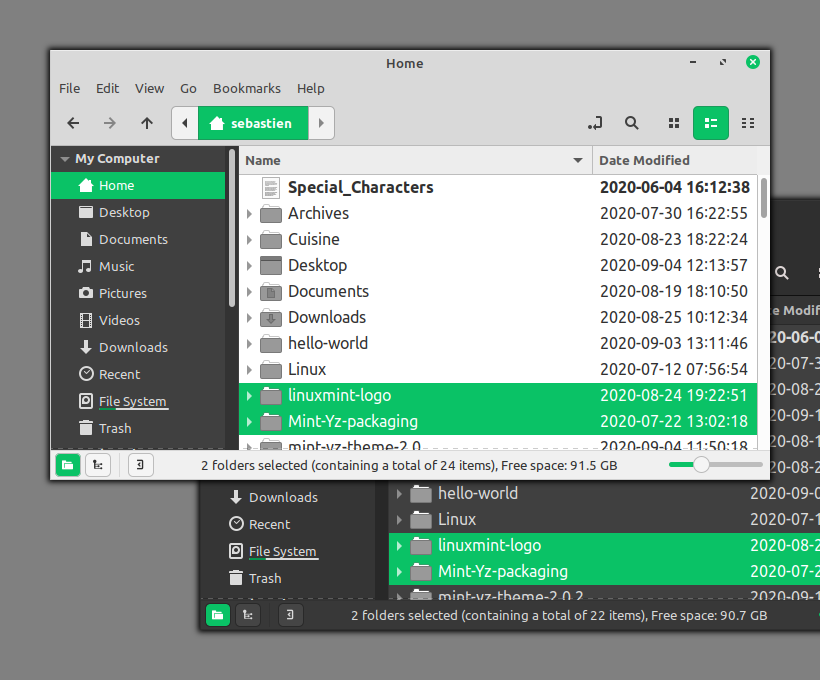 Home
File Edit View Go Bookmarks Help
sebastien
My Computer
Home
Desktop
Documents
Music
Pictures
Videos
Downloads
Recent
File System
Trash
Name Date Modified
Special_Characters 2020-06-04 16:12:38
Archives 2020-07-30 16:22:55
Cuisine 2020-08-23 18:22:24
Desktop 2020-09-04 12:13:57
Documents 2020-08-19 18:10:50
Downloads 2020-08-25 10:12:34
hello-world 2020-09-03 13:11:46
Linux 2020-07-12 07:56:54
linuxmint-logo 2020-08-24 19:22:51
Mint-Yz-packaging 2020-07-22 13:02:18
mint-yz-theme-2.0 2020-09-04 11:50:18
2 folders selected (containing a total of 24 items), Free space: 91.5 GB
e Modif
20-06-0
20-07-3
20-08-2
20-09-1
20-08-1
20-08-2
Downloads
Recent
File System
Trash
hello-world 2020-09-0
Linux 2020-07-1
linuxmint-logo 2020-08-2
Mint-Yz-packaging 2020-07-2
mint-yz-theme-2.0.2 2020-09-1
2 folders selected (containing a total of 22 items), Free space: 90.7 GB